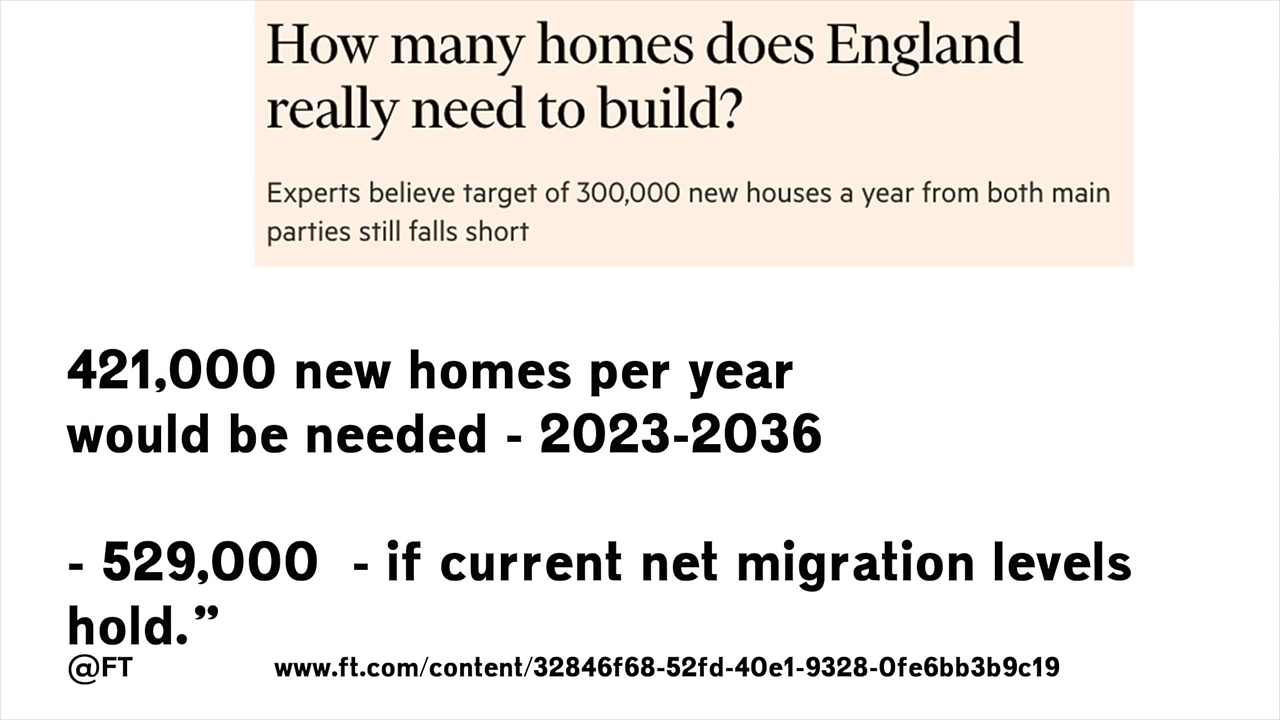 How many homes does England
really need to build?
Experts believe target of 300,000 new houses a year from both main
parties still falls short
421,000 new homes per year
would be needed - 2023-2036
- 529,000 - if current net migration levels
hold.”
@FT www.ft.com/content/32846f68-52fd-40e1-9328-0fe6bb3b9c19